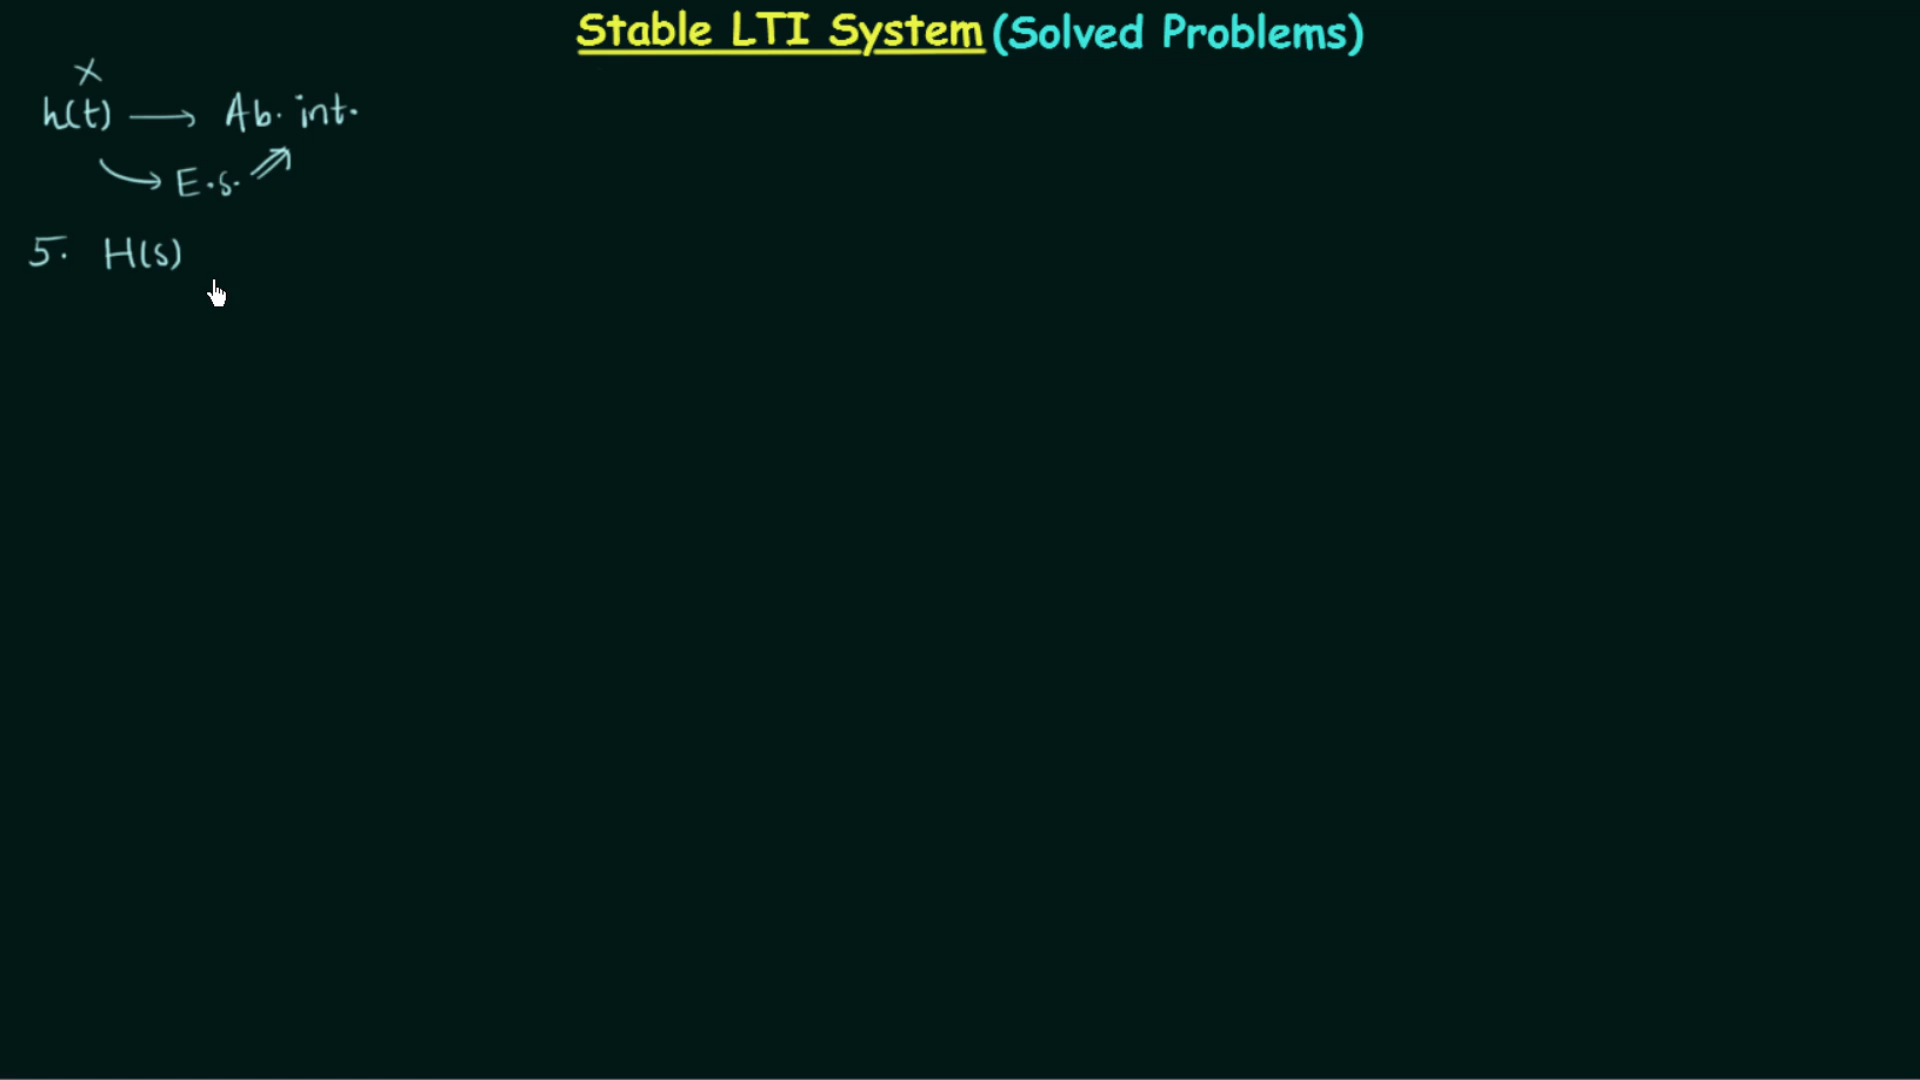 Stable LTI System (Solved Problems)
×
h(t) → Ab. int.
→ E.s. ⇒
5. H(s)